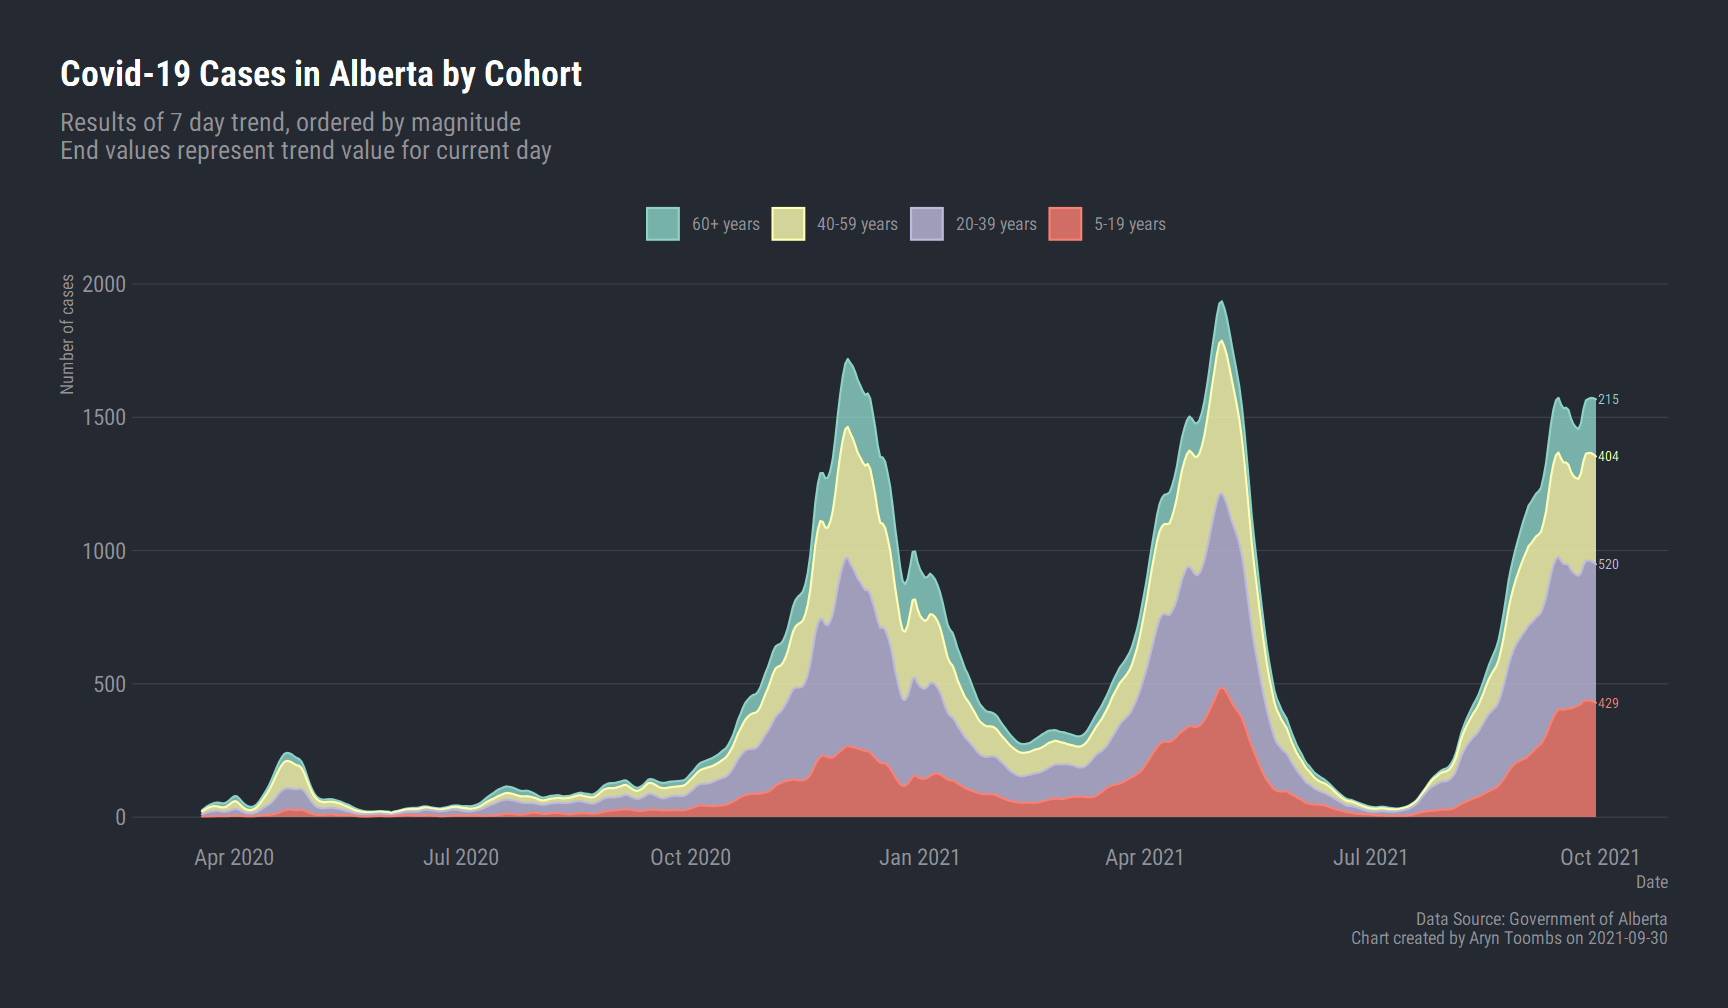 Covid-19 Cases in Alberta by Cohort
Results of 7 day trend, ordered by magnitude
End values represent trend value for current day
60+ years
40-59 years
20-39 years
5-19 years
Number of cases
2000
1500
1000
500
0
215
404
520
429
Apr 2020
Jul 2020
Oct 2020
Jan 2021
Apr 2021
Jul 2021
Oct 2021
Date
Data Source: Government of Alberta
Chart created by Aryn Toombs on 2021-09-30